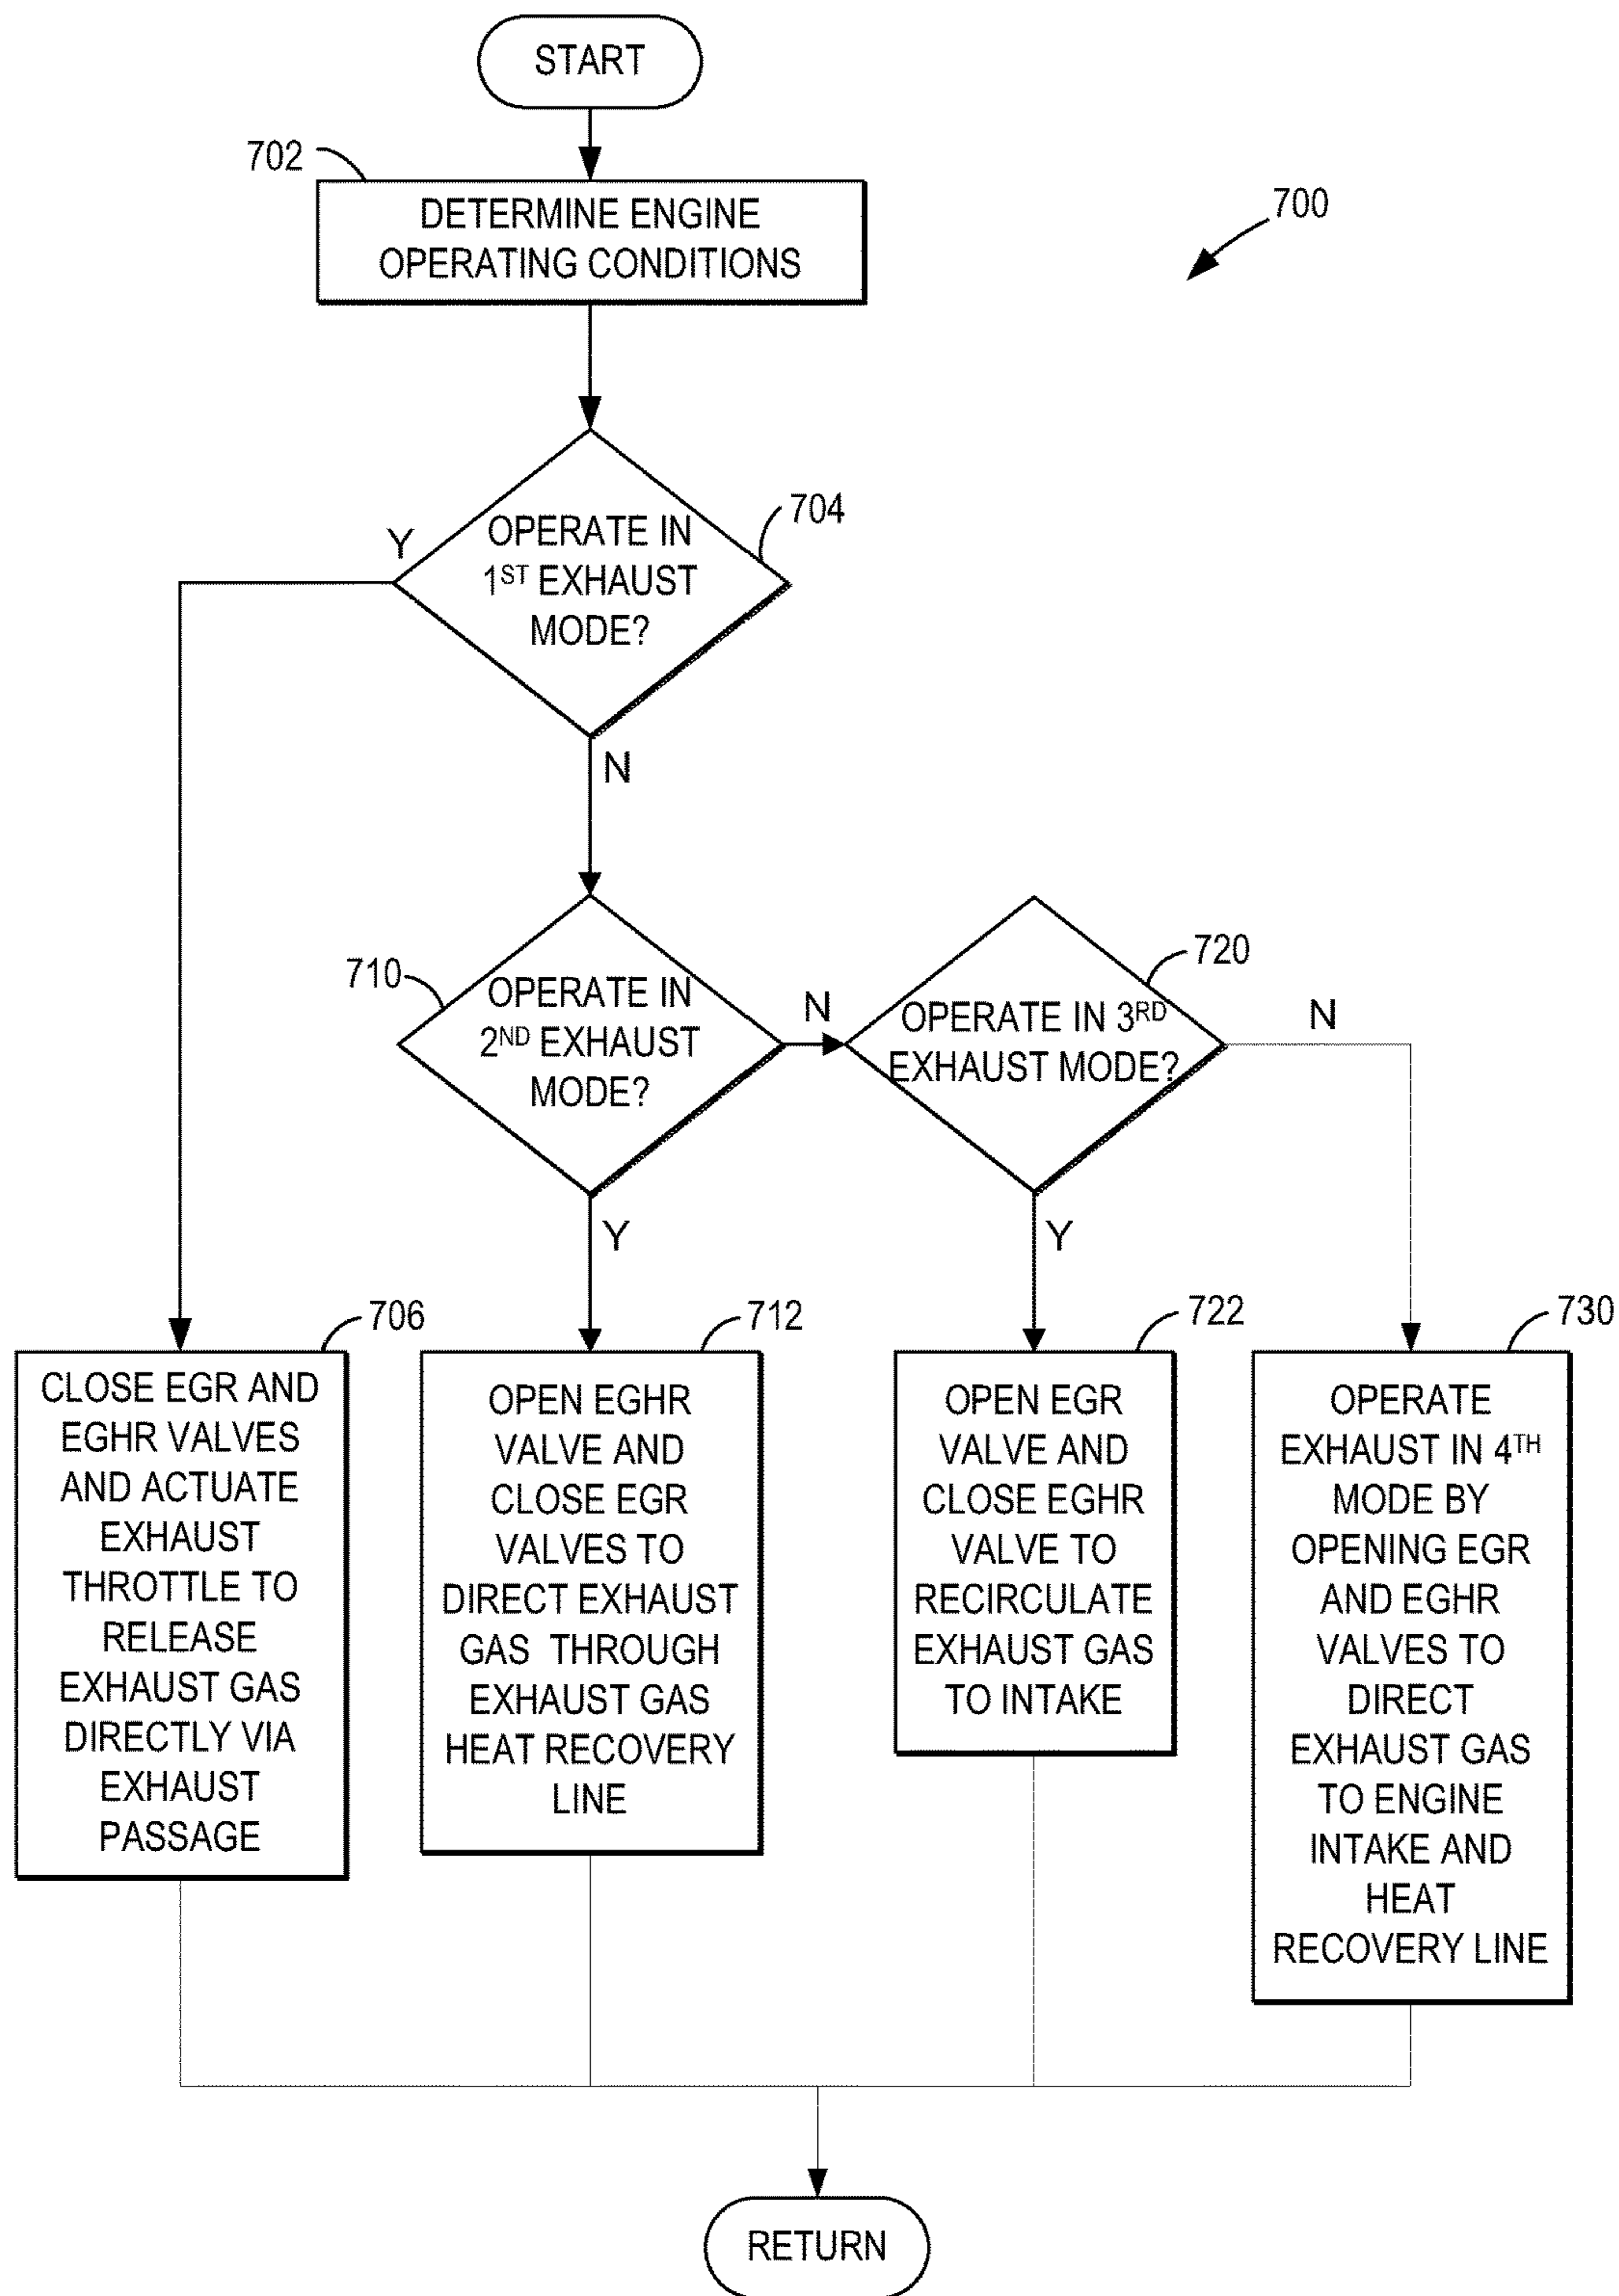 START
702
DETERMINE ENGINE
OPERATING CONDITIONS
700
704
Y
OPERATE IN
1ST EXHAUST
MODE?
N
710
OPERATE IN
2ND EXHAUST
MODE?
N
720
OPERATE IN 3RD
EXHAUST MODE?
N
Y
Y
706
CLOSE EGR AND
EGHR VALVES
AND ACTUATE
EXHAUST
THROTTLE TO
RELEASE
EXHAUST GAS
DIRECTLY VIA
EXHAUST
PASSAGE
712
OPEN EGHR
VALVE AND
CLOSE EGR
VALVES TO
DIRECT EXHAUST
GAS THROUGH
EXHAUST GAS
HEAT RECOVERY
LINE
722
OPEN EGR
VALVE AND
CLOSE EGHR
VALVE TO
RECIRCULATE
EXHAUST GAS
TO INTAKE
730
OPERATE
EXHAUST IN 4TH
MODE BY
OPENING EGR
AND EGHR
VALVES TO
DIRECT
EXHAUST GAS
TO ENGINE
INTAKE AND
HEAT
RECOVERY LINE
RETURN